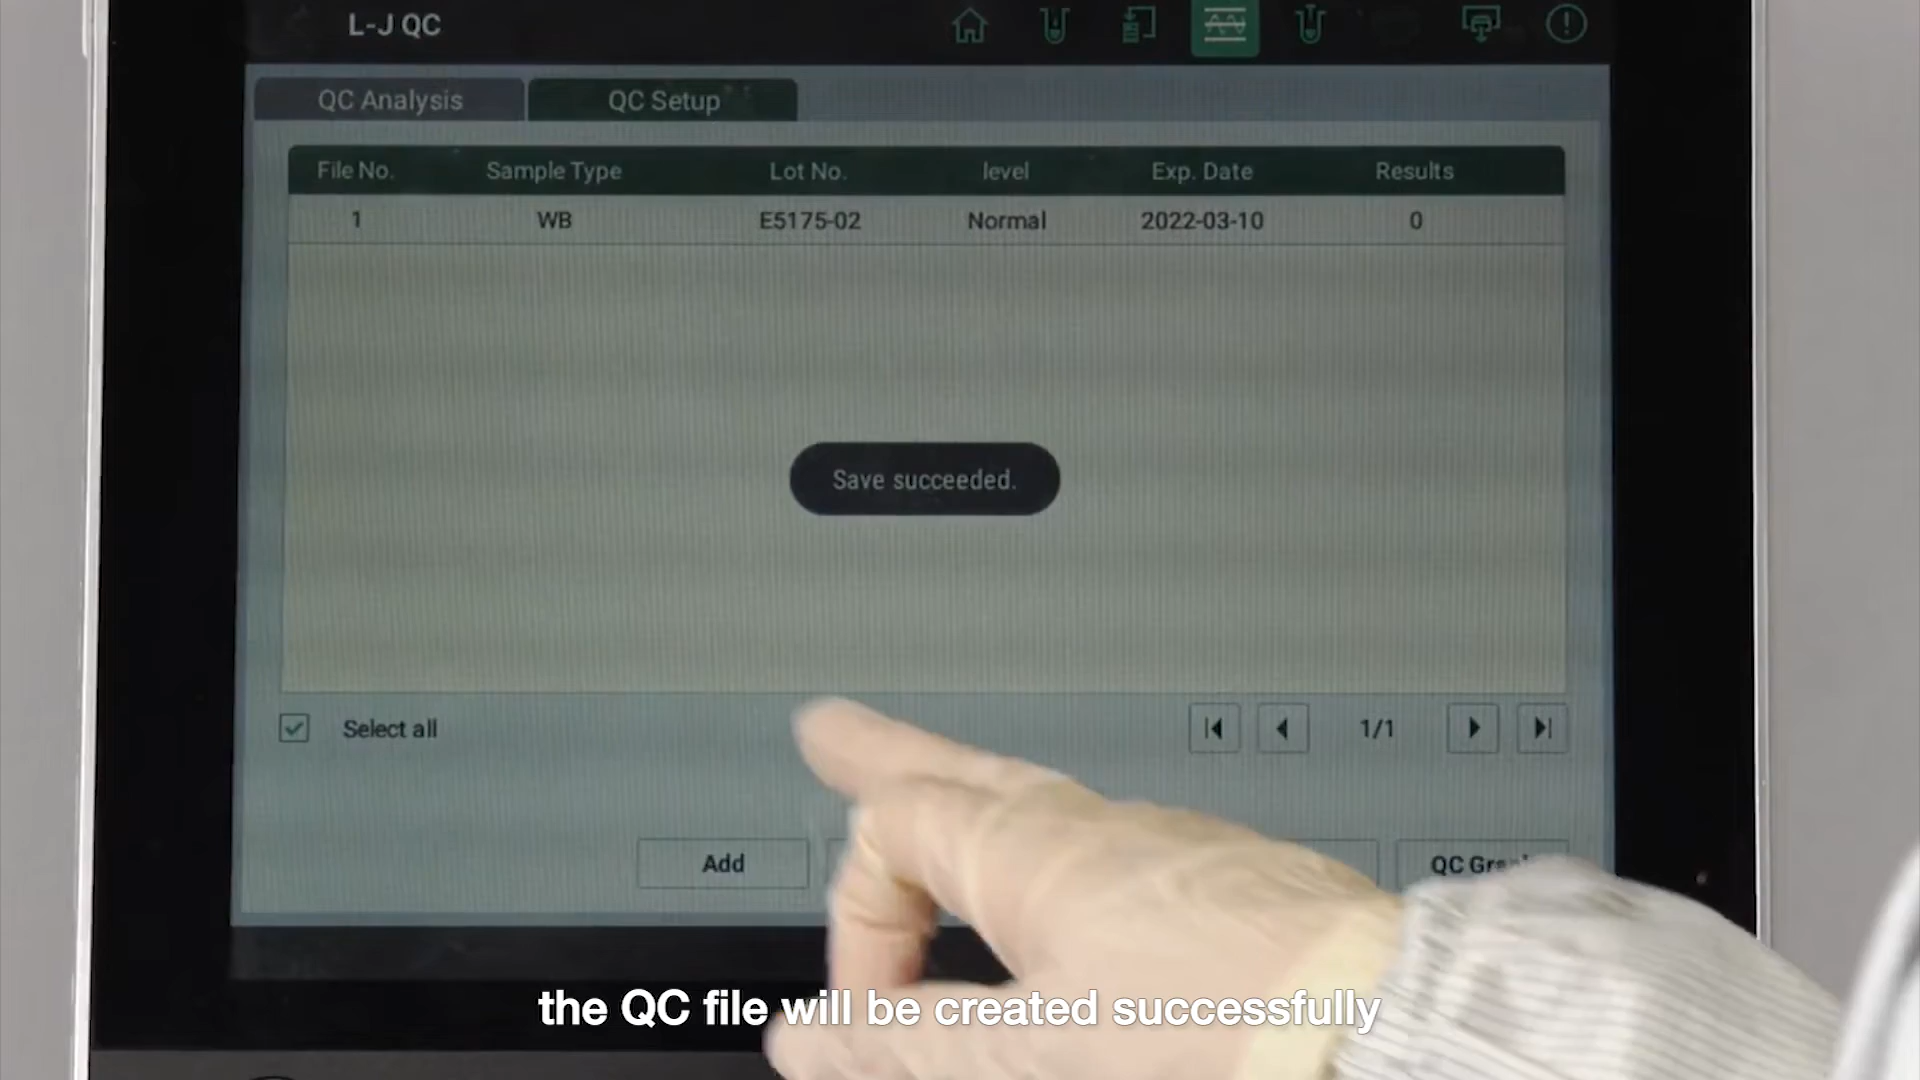 L-J QC
QC Analysis QC Setup
File No. Sample Type Lot No. level Exp. Date Results
1 WB E5175-02 Normal 2022-03-10 0
Save succeeded.
Select all 1/1
Add QC
the QC file will be created successfully